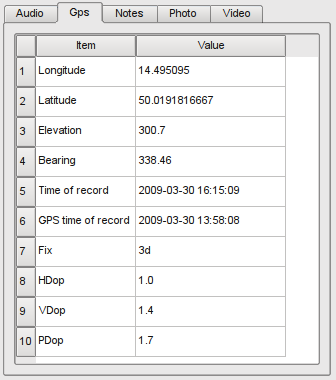 Audio Gps Notes Photo Video
Item Value
1 Longitude 14.495095
2 Latitude 50.0191816667
3 Elevation 300.7
4 Bearing 338.46
5 Time of record 2009-03-30 16:15:09
6 GPS time of record 2009-03-30 13:58:08
7 Fix 3d
8 HDop 1.0
9 VDop 1.4
10 PDop 1.7